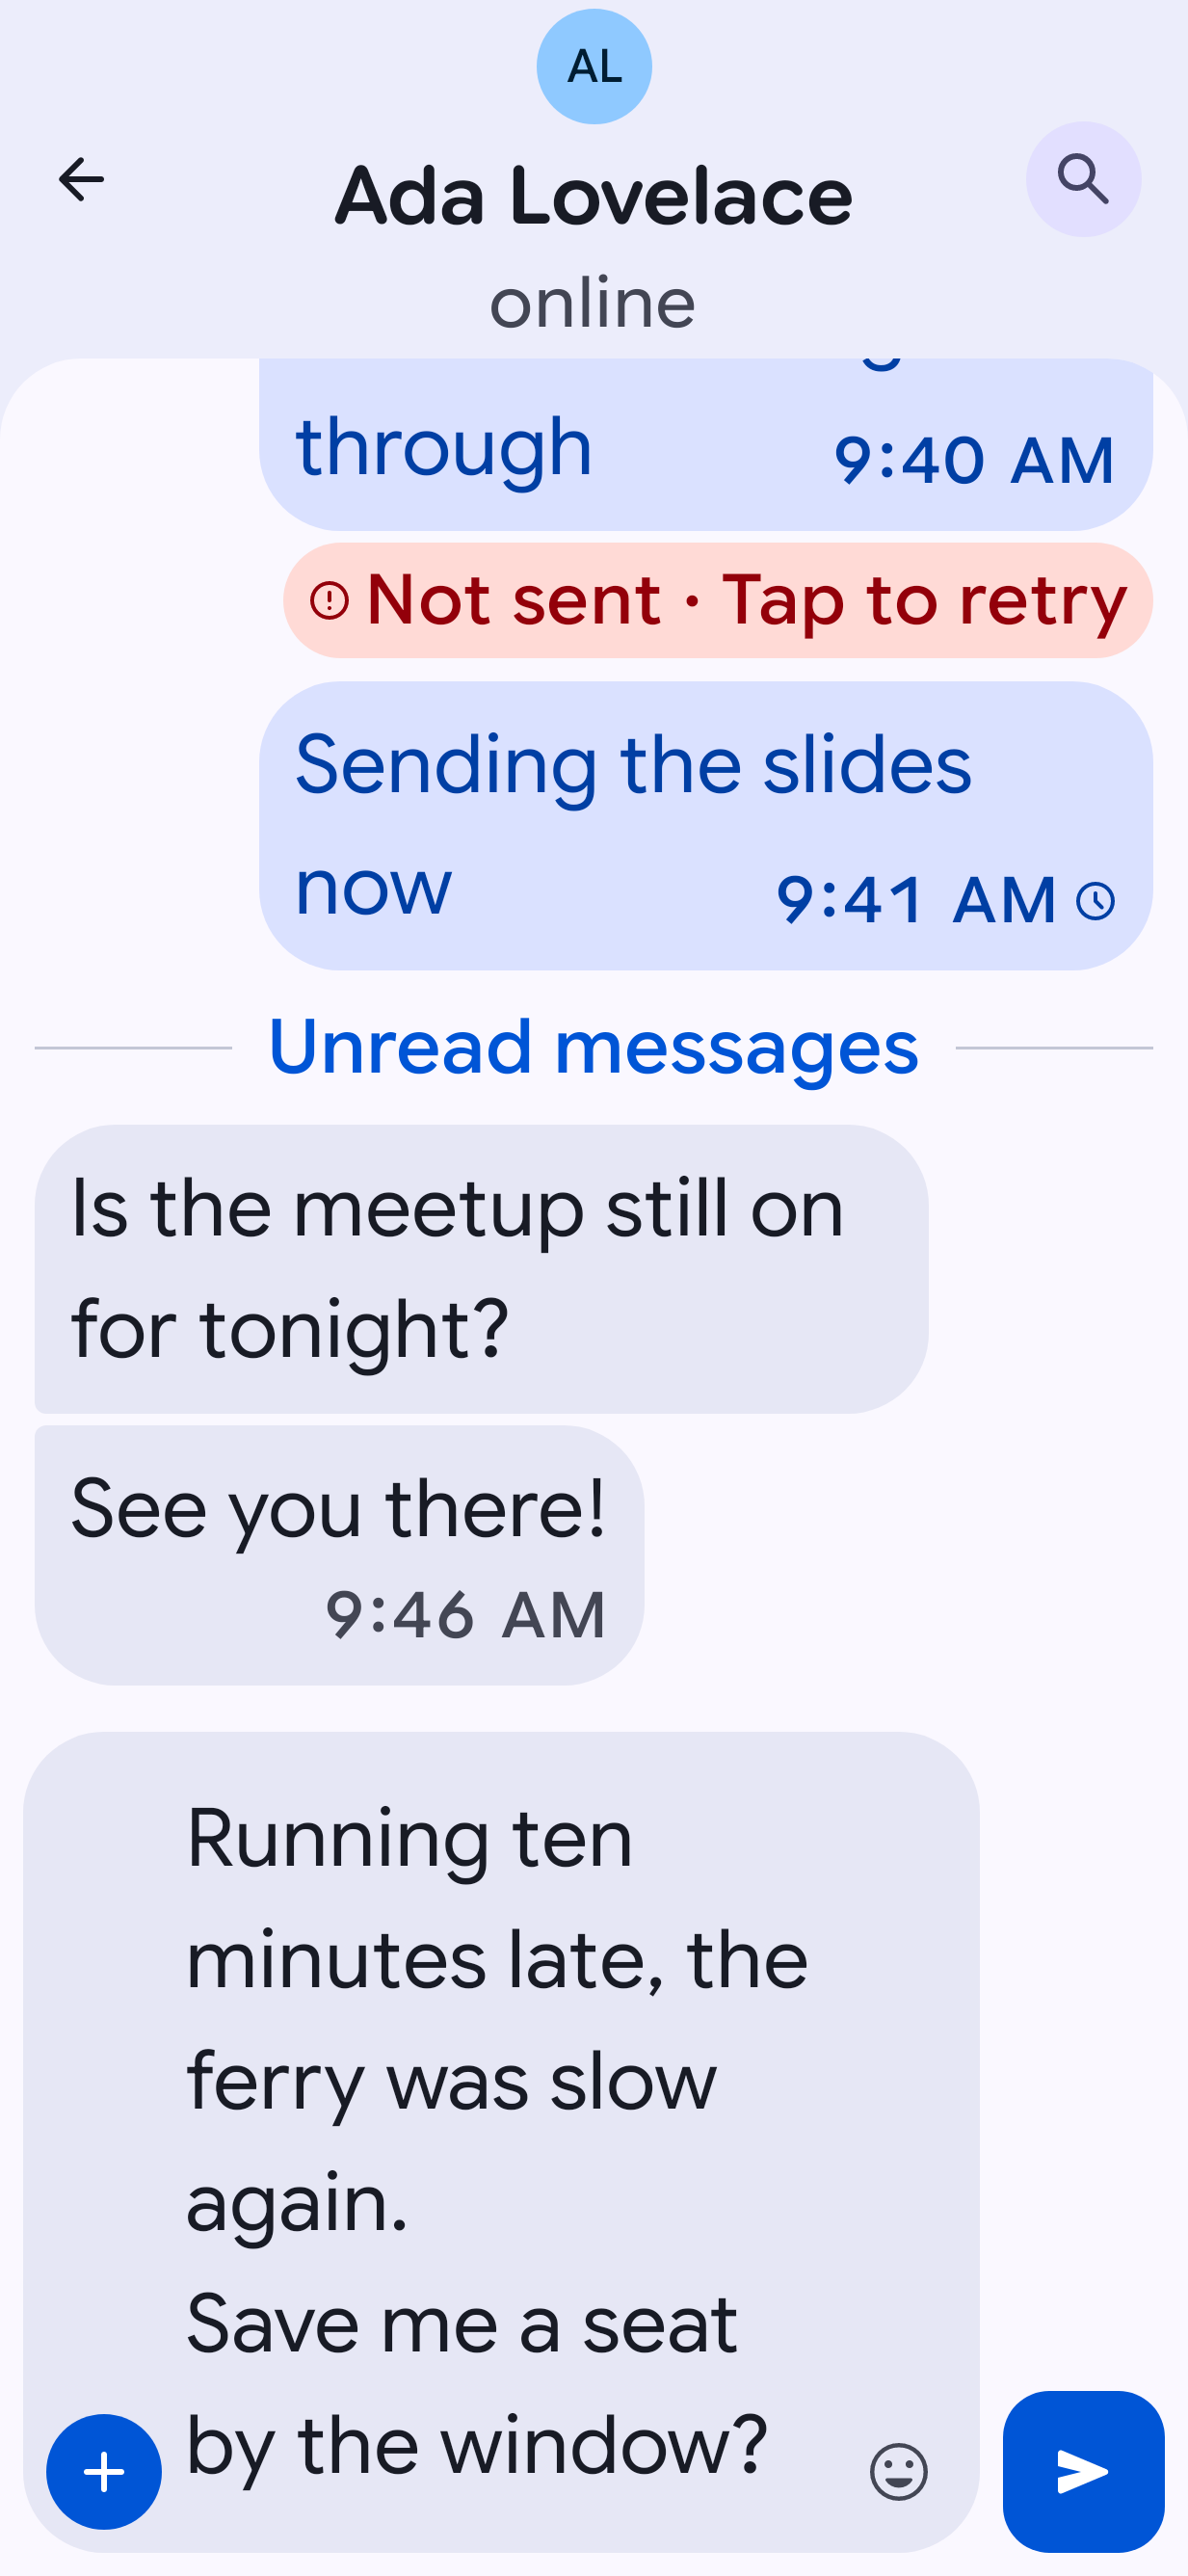 AL
Ada Lovelace
online
through
9:40 AM
Not sent · Tap to retry
Sending the slides
now
9:41 AM
Unread messages
Is the meetup still on
for tonight?
See you there!
9:46 AM
Running ten
minutes late, the
ferry was slow
again.
Save me a seat
by the window?